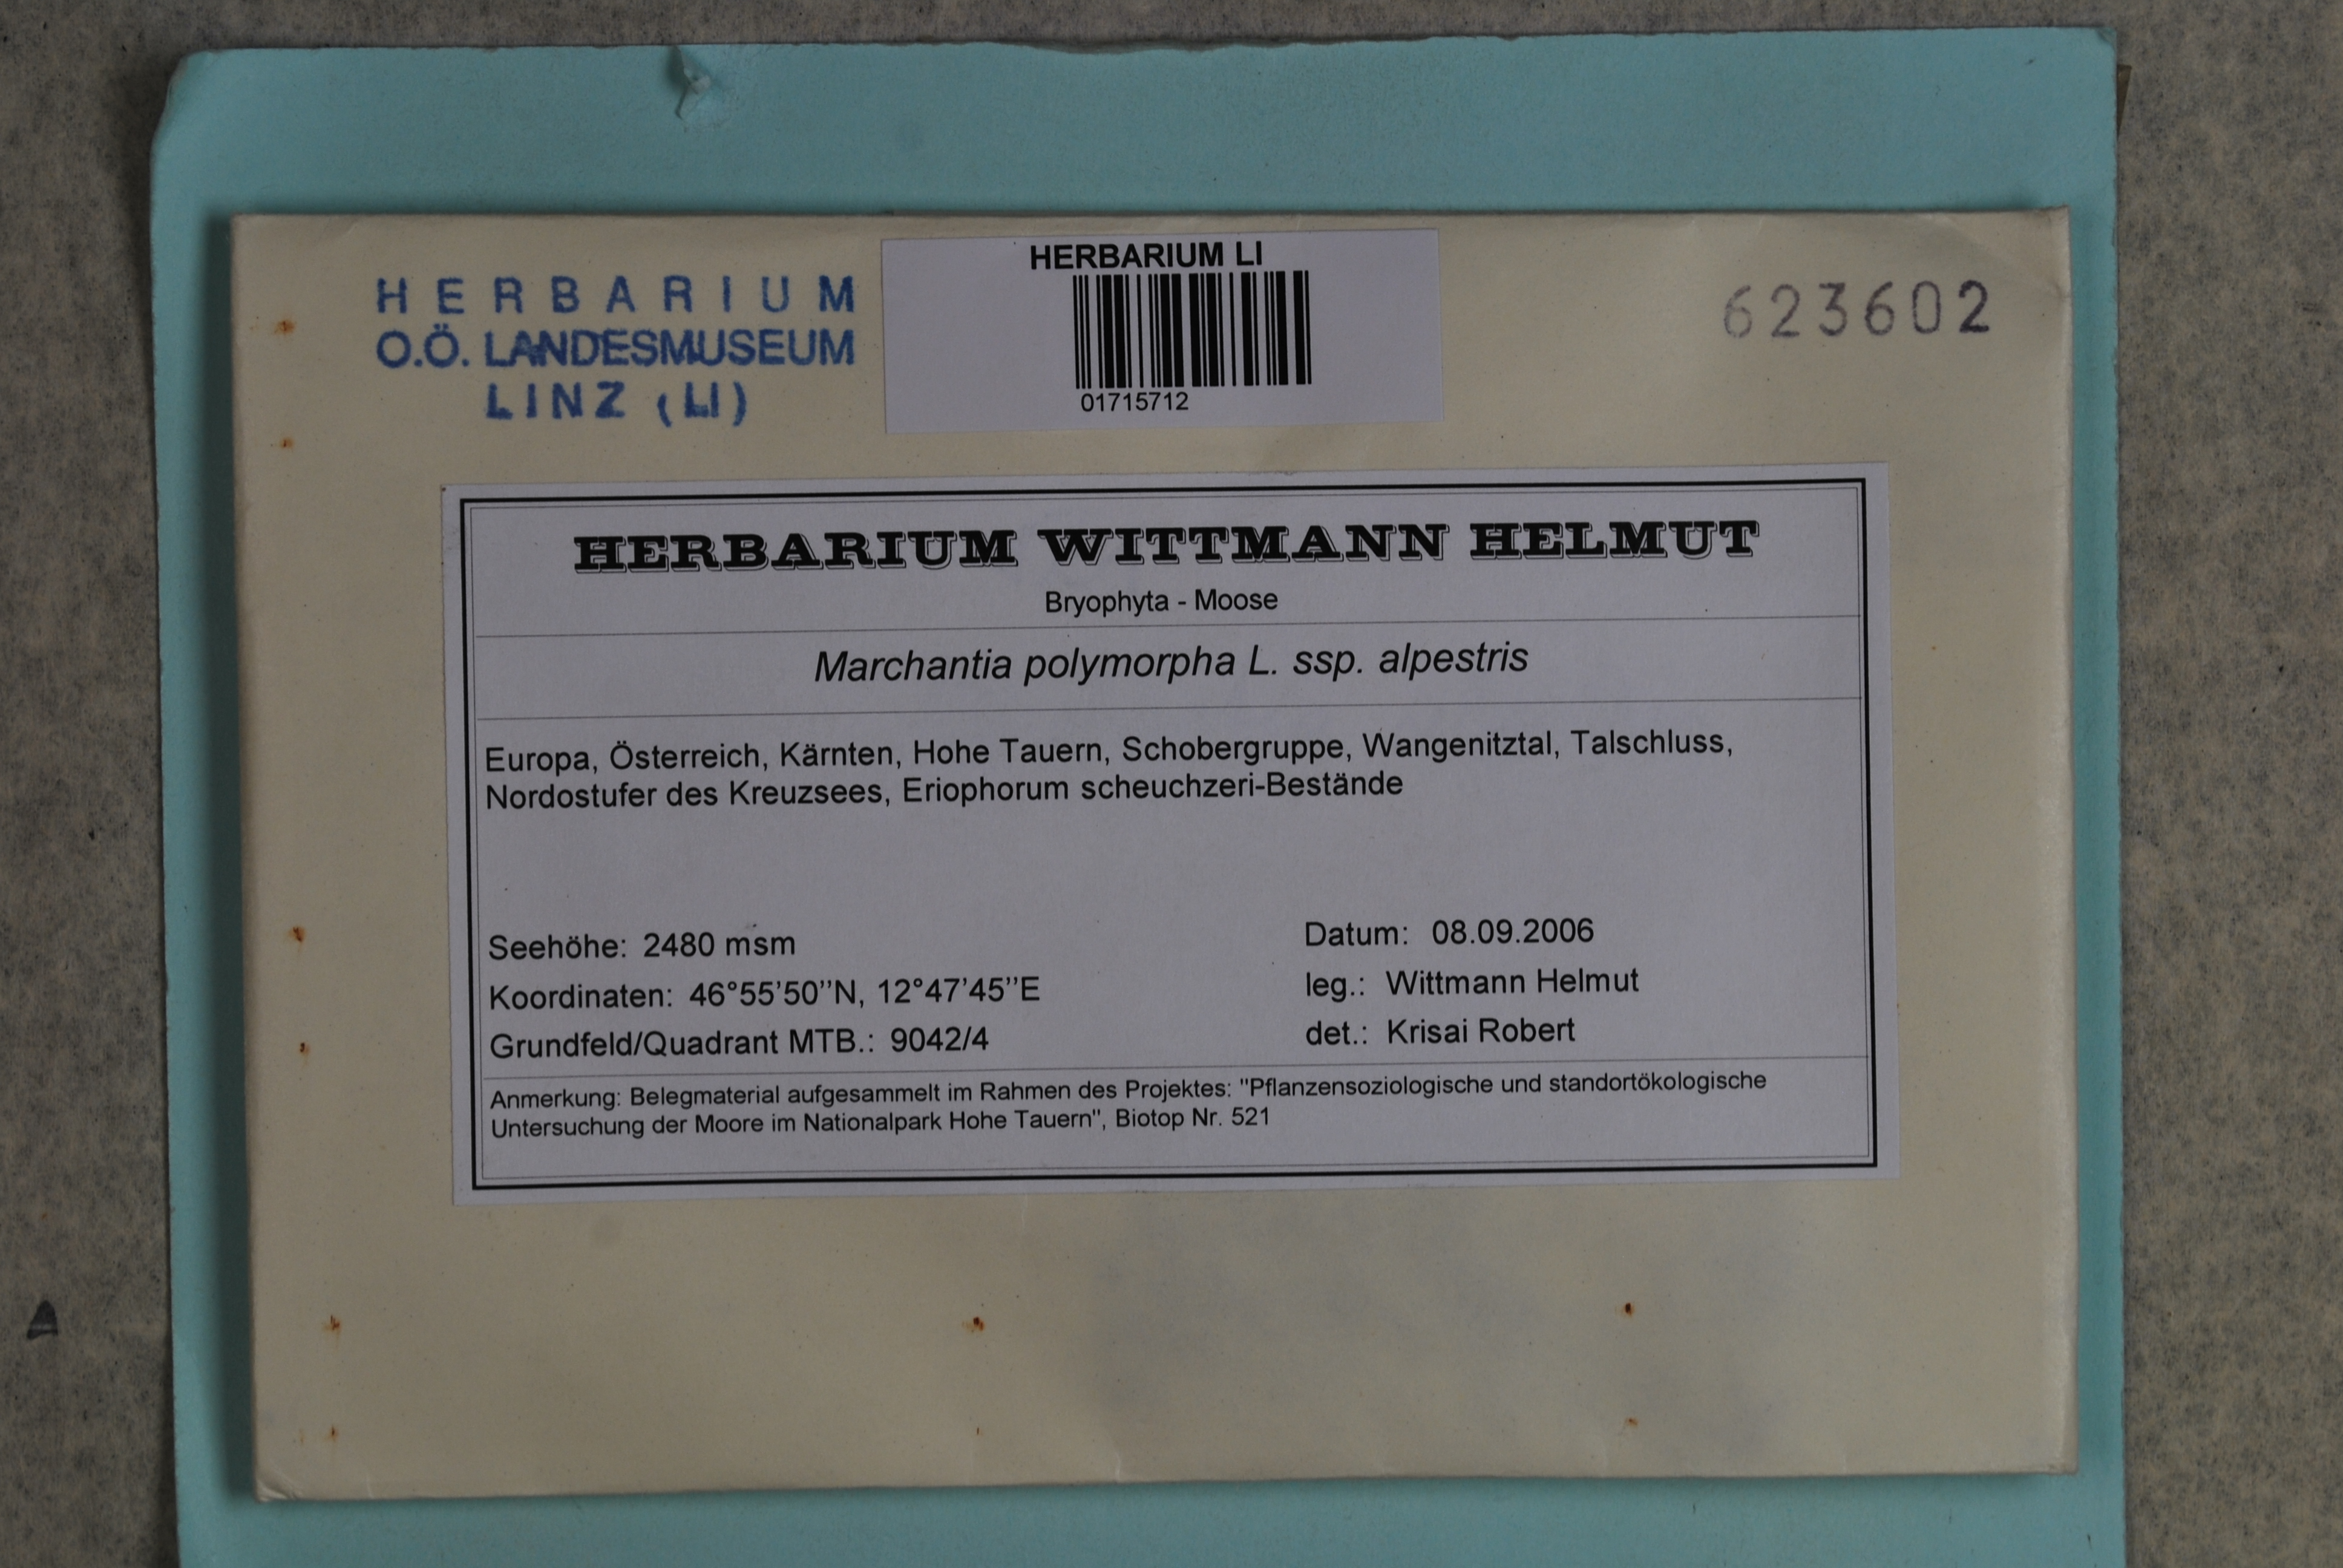 HERBARIUM
O.Ö. LANDESMUSEUM
LINZ (LI)
HERBARIUM LI
01715712
623602
HERBARIUM WITTMANN HELMUT
Bryophyta - Moose
Marchantia polymorpha L. ssp. alpestris
Europa, Österreich, Kärnten, Hohe Tauern, Schobergruppe, Wangenitztal, Talschluss,
Nordostufer des Kreuzsees, Eriophorum scheuchzeri-Bestände
Seehöhe: 2480 msm
Koordinaten: 46°55'50''N, 12°47'45''E
Grundfeld/Quadrant MTB.: 9042/4
Datum: 08.09.2006
leg.: Wittmann Helmut
det.: Krisai Robert
Anmerkung: Belegmaterial aufgesammelt im Rahmen des Projektes: "Pflanzensoziologische und standortökologische
Untersuchung der Moore im Nationalpark Hohe Tauern", Biotop Nr. 521